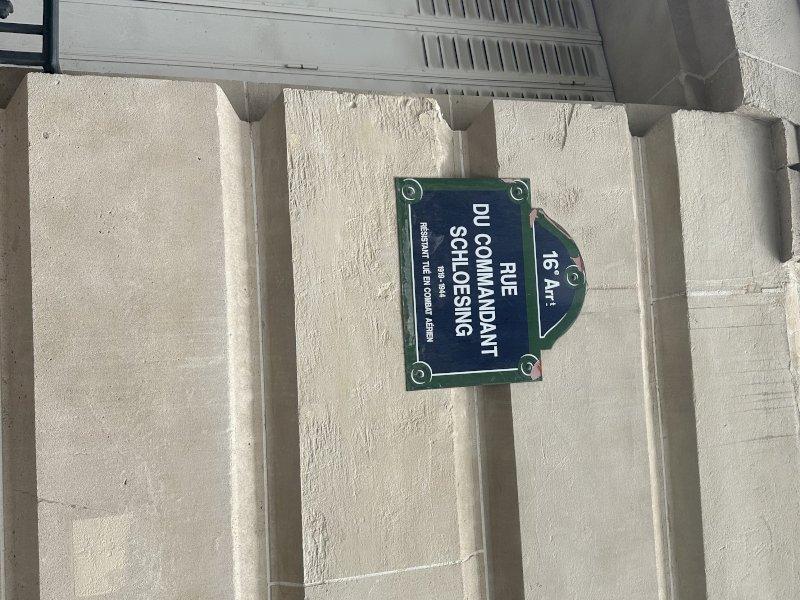 16e Arrt
RUE
DU COMMANDANT
SCHLOESING
1919 - 1944
RÉSISTANT TUÉ EN COMBAT AÉRIEN